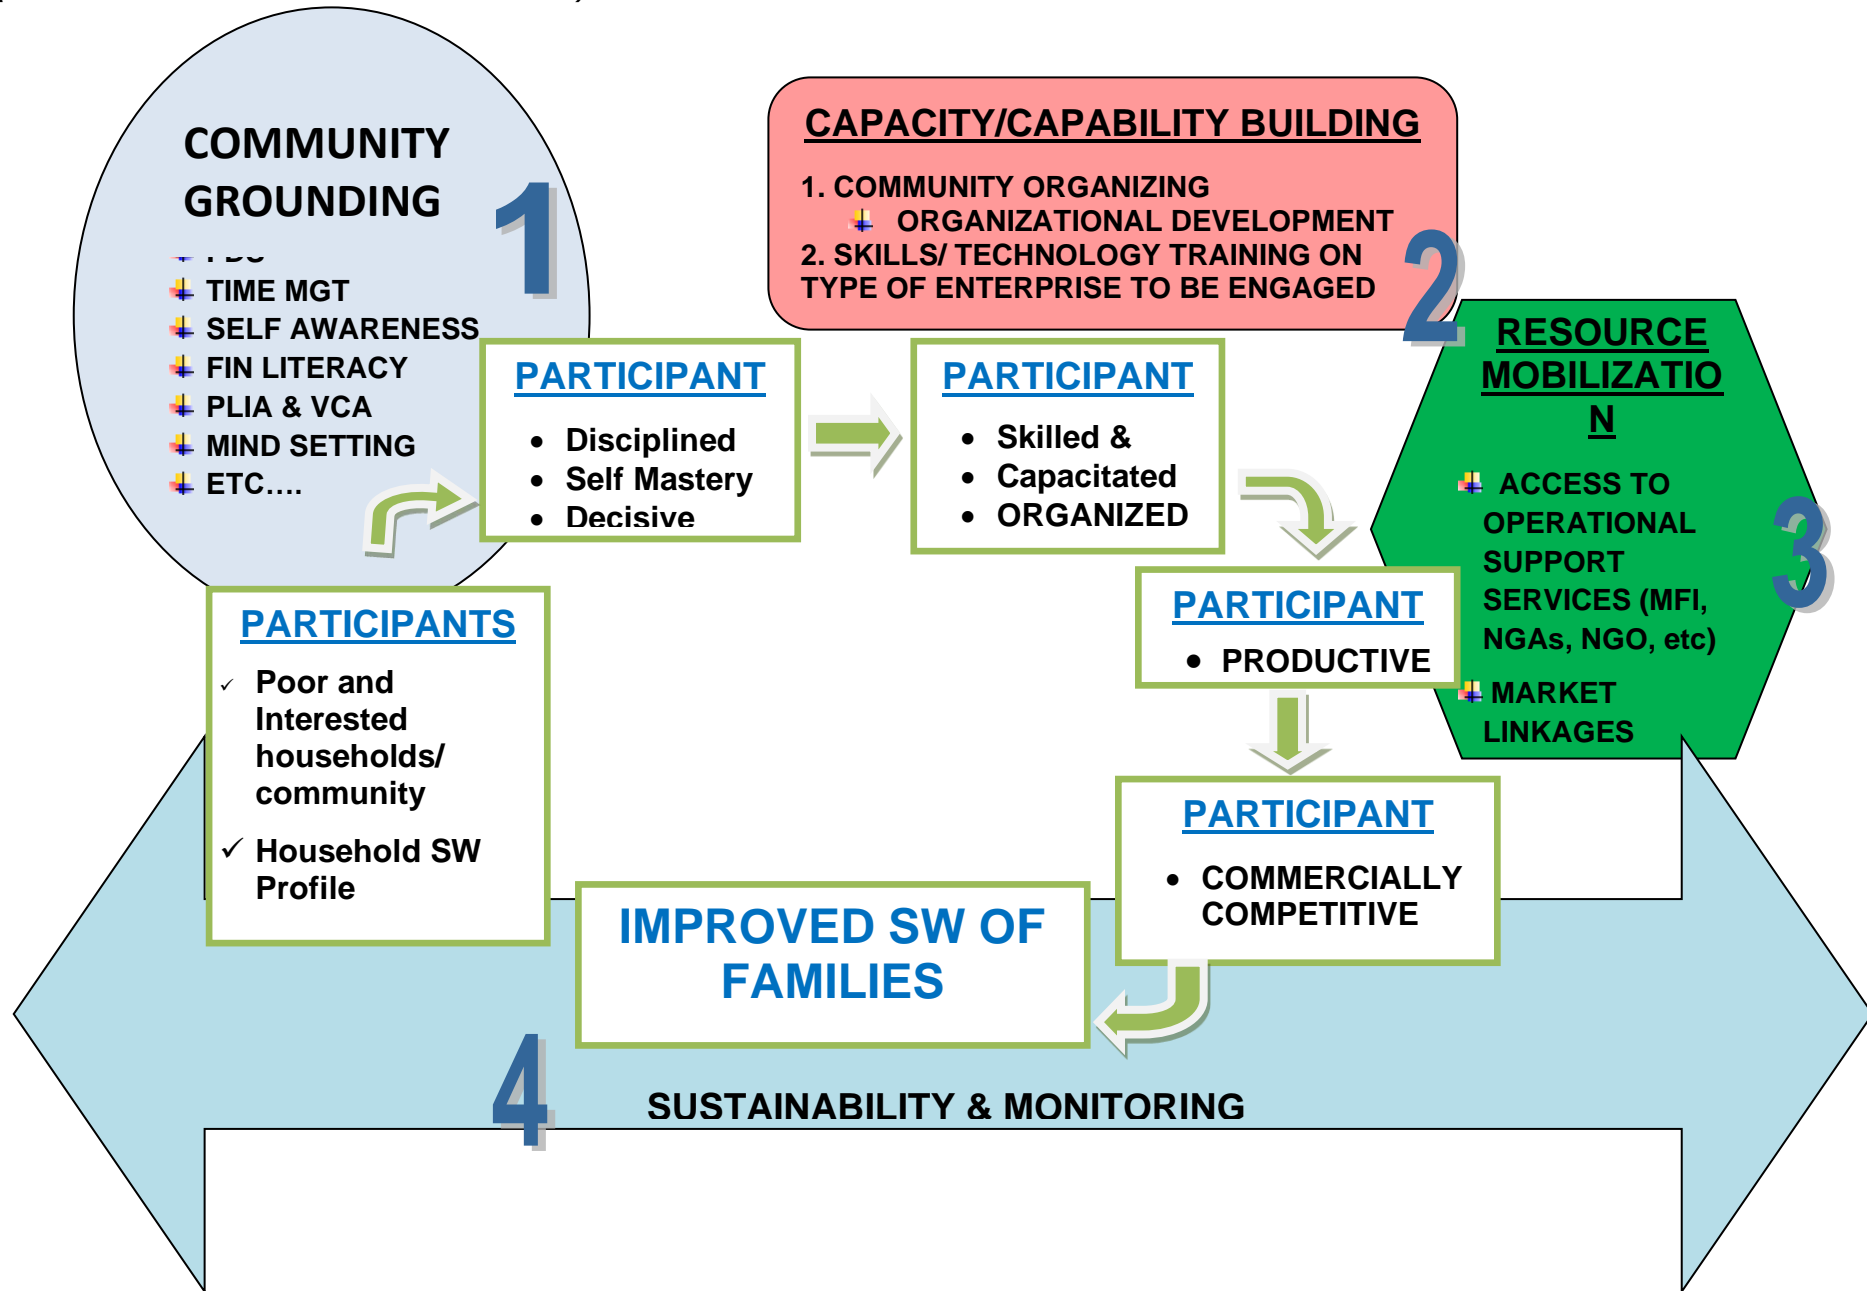 COMMUNITY
GROUNDING
TIME MGT
SELF AWARENESS
FIN LITERACY
PLIA & VCA
MIND SETTING
ETC....
1
CAPACITY/CAPABILITY BUILDING
1. COMMUNITY ORGANIZING
ORGANIZATIONAL DEVELOPMENT
2. SKILLS/ TECHNOLOGY TRAINING ON
TYPE OF ENTERPRISE TO BE ENGAGED
2
RESOURCE
MOBILIZATIO
N
ACCESS TO
OPERATIONAL
SUPPORT
SERVICES (MFI,
NGAs, NGO, etc)
MARKET
LINKAGES
3
PARTICIPANTS
✓ Poor and
Interested
households/
community
✓ Household SW
Profile
PARTICIPANT
• Disciplined
• Self Mastery
• Decisive
PARTICIPANT
• Skilled &
• Capacitated
• ORGANIZED
PARTICIPANT
• PRODUCTIVE
PARTICIPANT
• COMMERCIALLY
COMPETITIVE
IMPROVED SW OF
FAMILIES
4
SUSTAINABILITY & MONITORING